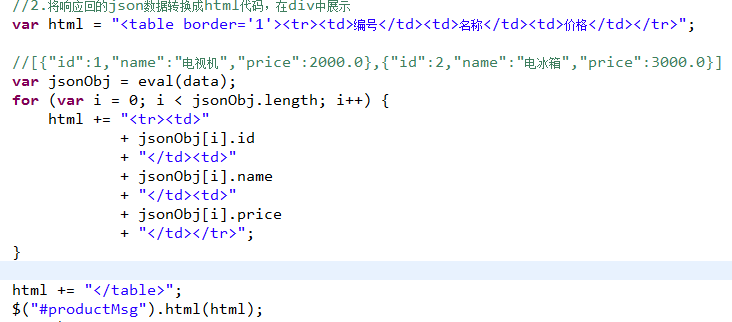 //2.将响应回的json数据转换成html代码，在div中展示
var html = "<table border='1'><tr><td>编号</td><td>名称</td><td>价格</td></tr>";
//[{"id":1,"name":"电视机","price":2000.0},{"id":2,"name":"电冰箱","price":3000.0}]
var jsonObj = eval(data);
for (var i = 0; i < jsonObj.length; i++) {
html += "<tr><td>"
+ jsonObj[i].id
+ "</td><td>"
+ jsonObj[i].name
+ "</td><td>"
+ jsonObj[i].price
+ "</td></tr>";
}
html += "</table>";
$("#productMsg").html(html);